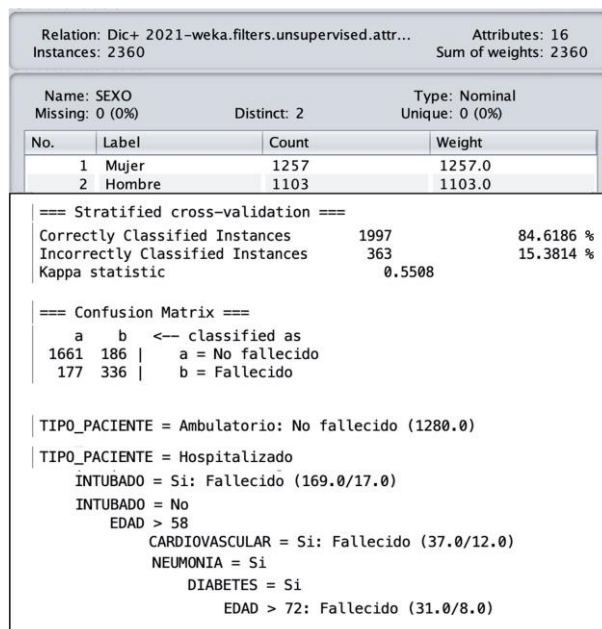 Relation: Dic+ 2021-weka.filters.unsupervised.attr... Attributes: 16
Instances: 2360 Sum of weights: 2360
Name: SEXO Type: Nominal
Missing: 0 (0%) Distinct: 2 Unique: 0 (0%)
No. Label Count Weight
1 Mujer 1257 1257.0
2 Hombre 1103 1103.0
=== Stratified cross-validation ===
Correctly Classified Instances 1997 84.6186 %
Incorrectly Classified Instances 363 15.3814 %
Kappa statistic 0.5508
=== Confusion Matrix ===
a b <-- classified as
1661 186 | a = No fallecido
177 336 | b = Fallecido
TIPO_PACIENTE = Ambulatorio: No fallecido (1280.0)
TIPO_PACIENTE = Hospitalizado
INTUBADO = Si: Fallecido (169.0/17.0)
INTUBADO = No
EDAD > 58
CARDIOVASCULAR = Si: Fallecido (37.0/12.0)
NEUMONIA = Si
DIABETES = Si
EDAD > 72: Fallecido (31.0/8.0)